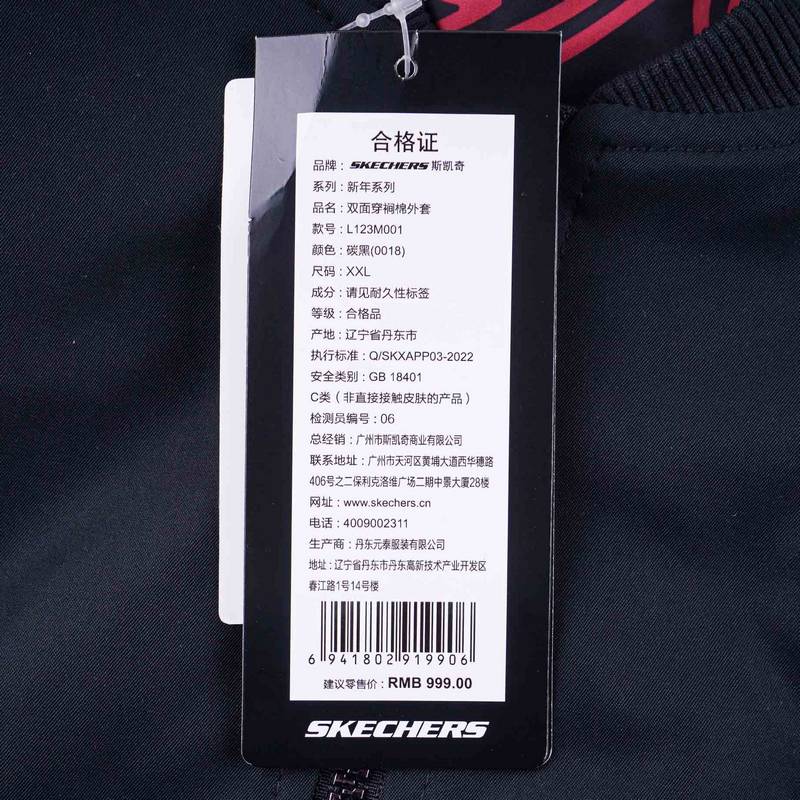 合格证
品牌：SKECHERS 斯凯奇
系列：新年系列
品名：双面穿裥棉外套
款号：L123M001
颜色：碳黑(0018)
尺码：XXL
成分：请见耐久性标签
等级：合格品
产地：辽宁省丹东市
执行标准：Q/SKXAPP03-2022
安全类别：GB 18401
C类（非直接接触皮肤的产品）
检测员编号：06
总经销：广州市斯凯奇商业有限公司
联系地址：广州市天河区黄埔大道西华穗路
406号之二保利克洛维广场二期中景大厦28楼
网址：www.skechers.cn
电话：4009002311
生产商：丹东元泰服装有限公司
地址：辽宁省丹东市丹东高新技术产业开发区
春江路1号14号楼
6 941802 919906
建议零售价：RMB 999.00
SKECHERS